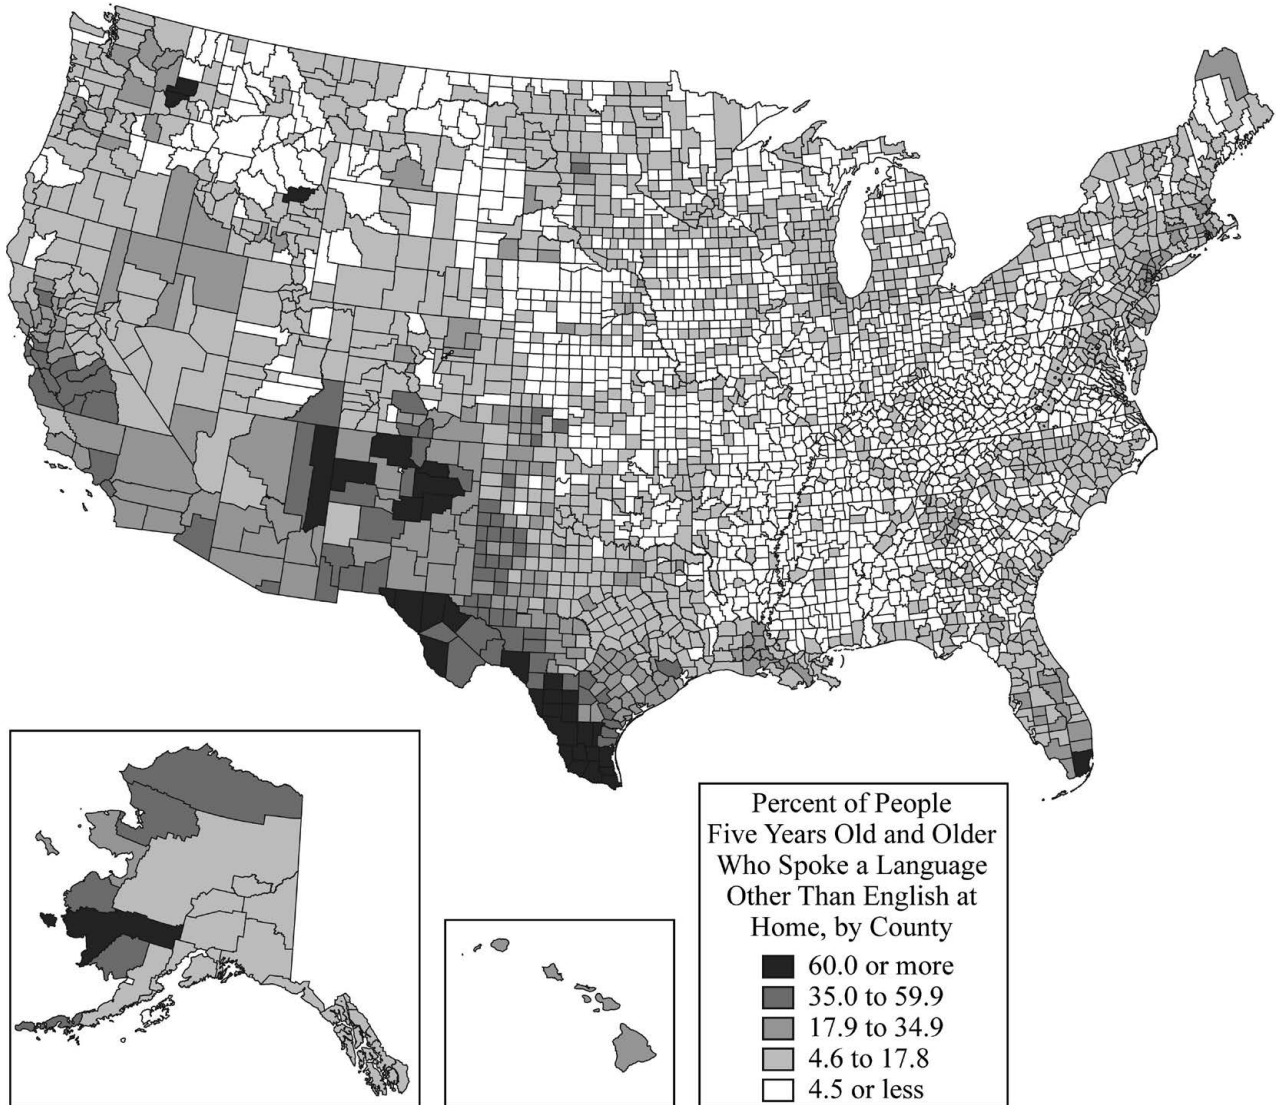 Percent of People
Five Years Old and Older
Who Spoke a Language
Other Than English at
Home, by County
60.0 or more
35.0 to 59.9
17.9 to 34.9
4.6 to 17.8
4.5 or less